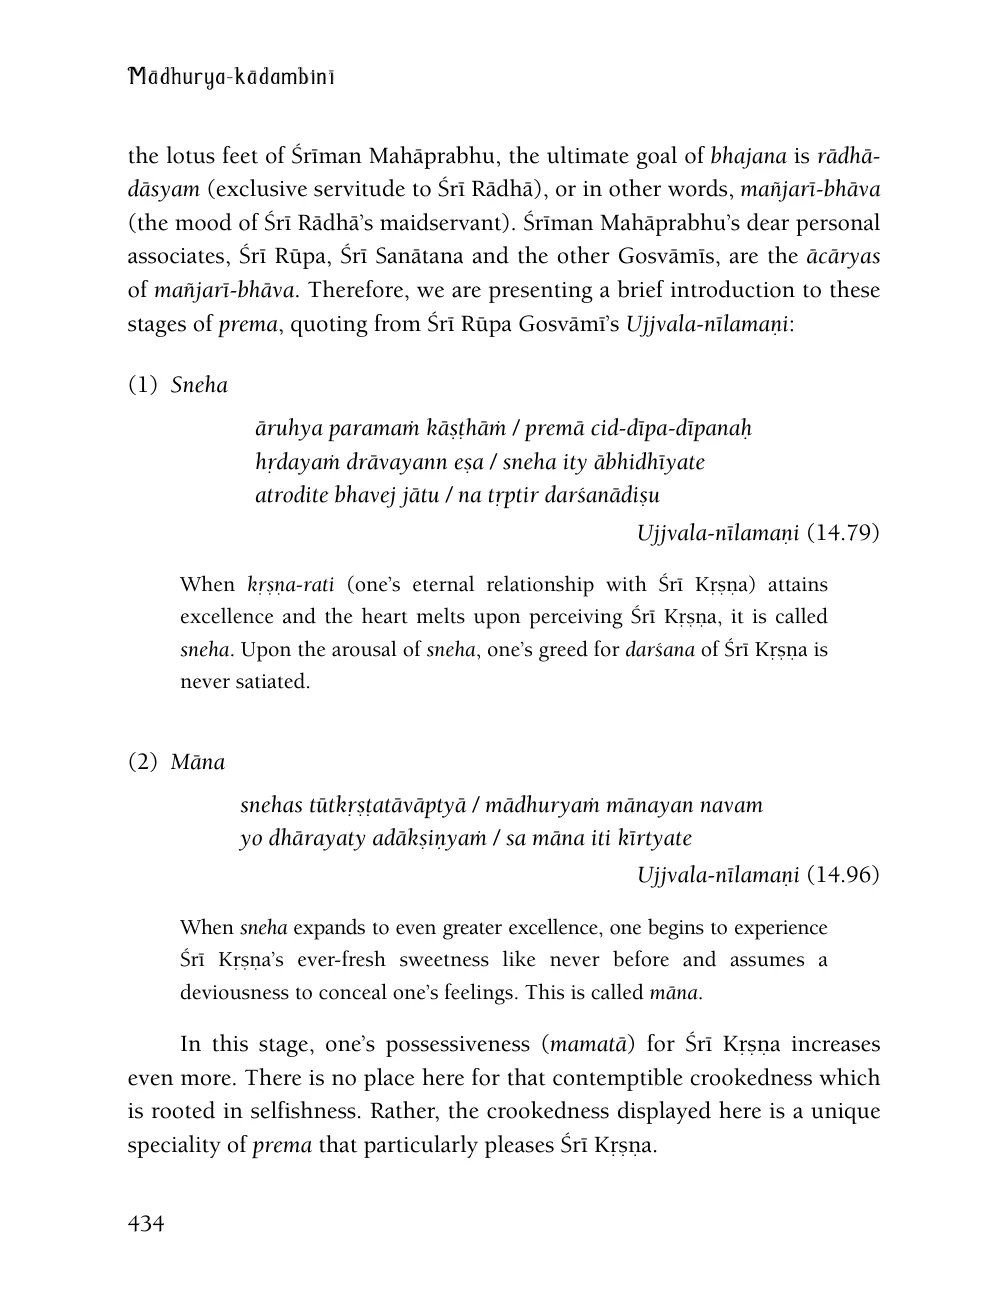 Mādhurya-kādambinī
the lotus feet of Śrīman Mahāprabhu, the ultimate goal of bhajana is rādhā-
dāsyam (exclusive servitude to Śrī Rādhā), or in other words, mañjarī-bhāva
(the mood of Śrī Rādhā’s maidservant). Śrīman Mahāprabhu’s dear personal
associates, Śrī Rūpa, Śrī Sanātana and the other Gosvāmīs, are the ācāryas
of mañjarī-bhāva. Therefore, we are presenting a brief introduction to these
stages of prema, quoting from Śrī Rūpa Gosvāmī’s Ujjvala-nīlamaṇi:
(1) Sneha
āruhya paramaṁ kāṣṭhāṁ / premā cid-dīpa-dīpanaḥ
hṛdayaṁ drāvayann eṣa / sneha ity ābhidhīyate
atrodite bhavej jātu / na tṛptir darśanādiṣu
Ujjvala-nīlamaṇi (14.79)
When kṛṣṇa-rati (one’s eternal relationship with Śrī Kṛṣṇa) attains
excellence and the heart melts upon perceiving Śrī Kṛṣṇa, it is called
sneha. Upon the arousal of sneha, one’s greed for darśana of Śrī Kṛṣṇa is
never satiated.
(2) Māna
snehas tūtkṛṣṭatāvāptyā / mādhuryaṁ mānayan navam
yo dhārayaty adākṣiṇyaṁ / sa māna iti kīrtyate
Ujjvala-nīlamaṇi (14.96)
When sneha expands to even greater excellence, one begins to experience
Śrī Kṛṣṇa’s ever-fresh sweetness like never before and assumes a
deviousness to conceal one’s feelings. This is called māna.
In this stage, one’s possessiveness (mamatā) for Śrī Kṛṣṇa increases
even more. There is no place here for that contemptible crookedness which
is rooted in selfishness. Rather, the crookedness displayed here is a unique
speciality of prema that particularly pleases Śrī Kṛṣṇa.
434